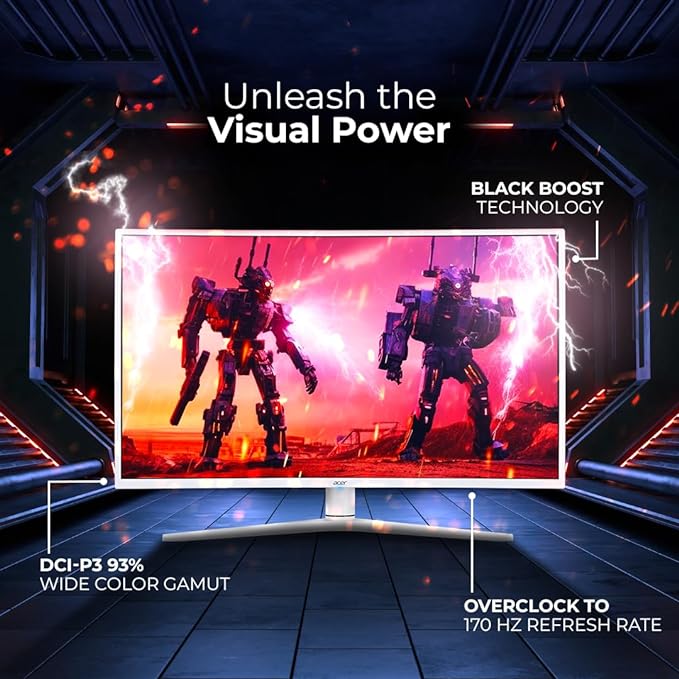 Unleash the
Visual Power
BLACK BOOST
TECHNOLOGY
acer
DCI-P3 93%
WIDE COLOR GAMUT
OVERCLOCK TO
170 HZ REFRESH RATE